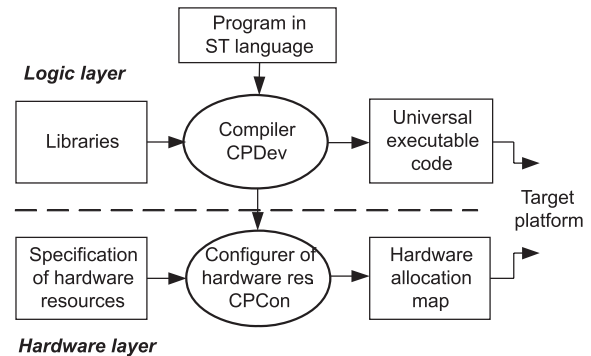 Program in
ST language
Logic layer
Libraries
Compiler
CPDev
Universal
executable
code
Target
platform
Specification
of hardware
resources
Configurer of
hardware res.
CPCon
Hardware
allocation
map
Hardware layer